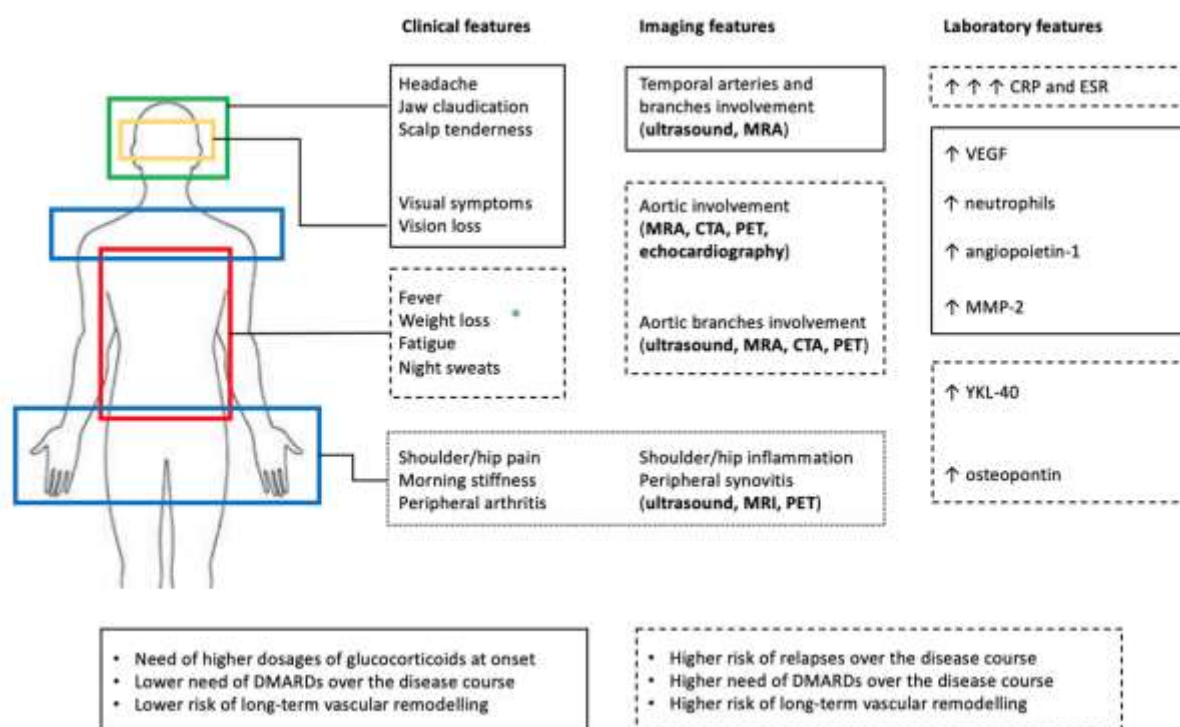 Clinical features
Imaging features
Laboratory features
Headache
Jaw claudication
Scalp tenderness
Visual symptoms
Vision loss
Temporal arteries and
branches involvement
(ultrasound, MRA)
↑ ↑ ↑ CRP and ESR
↑ VEGF
↑ neutrophils
↑ angiopoietin-1
↑ MMP-2
Aortic involvement
(MRA, CTA, PET,
echocardiography)
Aortic branches involvement
(ultrasound, MRA, CTA, PET)
Fever
Weight loss
Fatigue
Night sweats
↑ YKL-40
↑ osteopontin
Shoulder/hip pain
Morning stiffness
Peripheral arthritis
Shoulder/hip inflammation
Peripheral synovitis
(ultrasound, MRI, PET)
• Need of higher dosages of glucocorticoids at onset
• Lower need of DMARDs over the disease course
• Lower risk of long-term vascular remodelling
• Higher risk of relapses over the disease course
• Higher need of DMARDs over the disease course
• Higher risk of long-term vascular remodelling